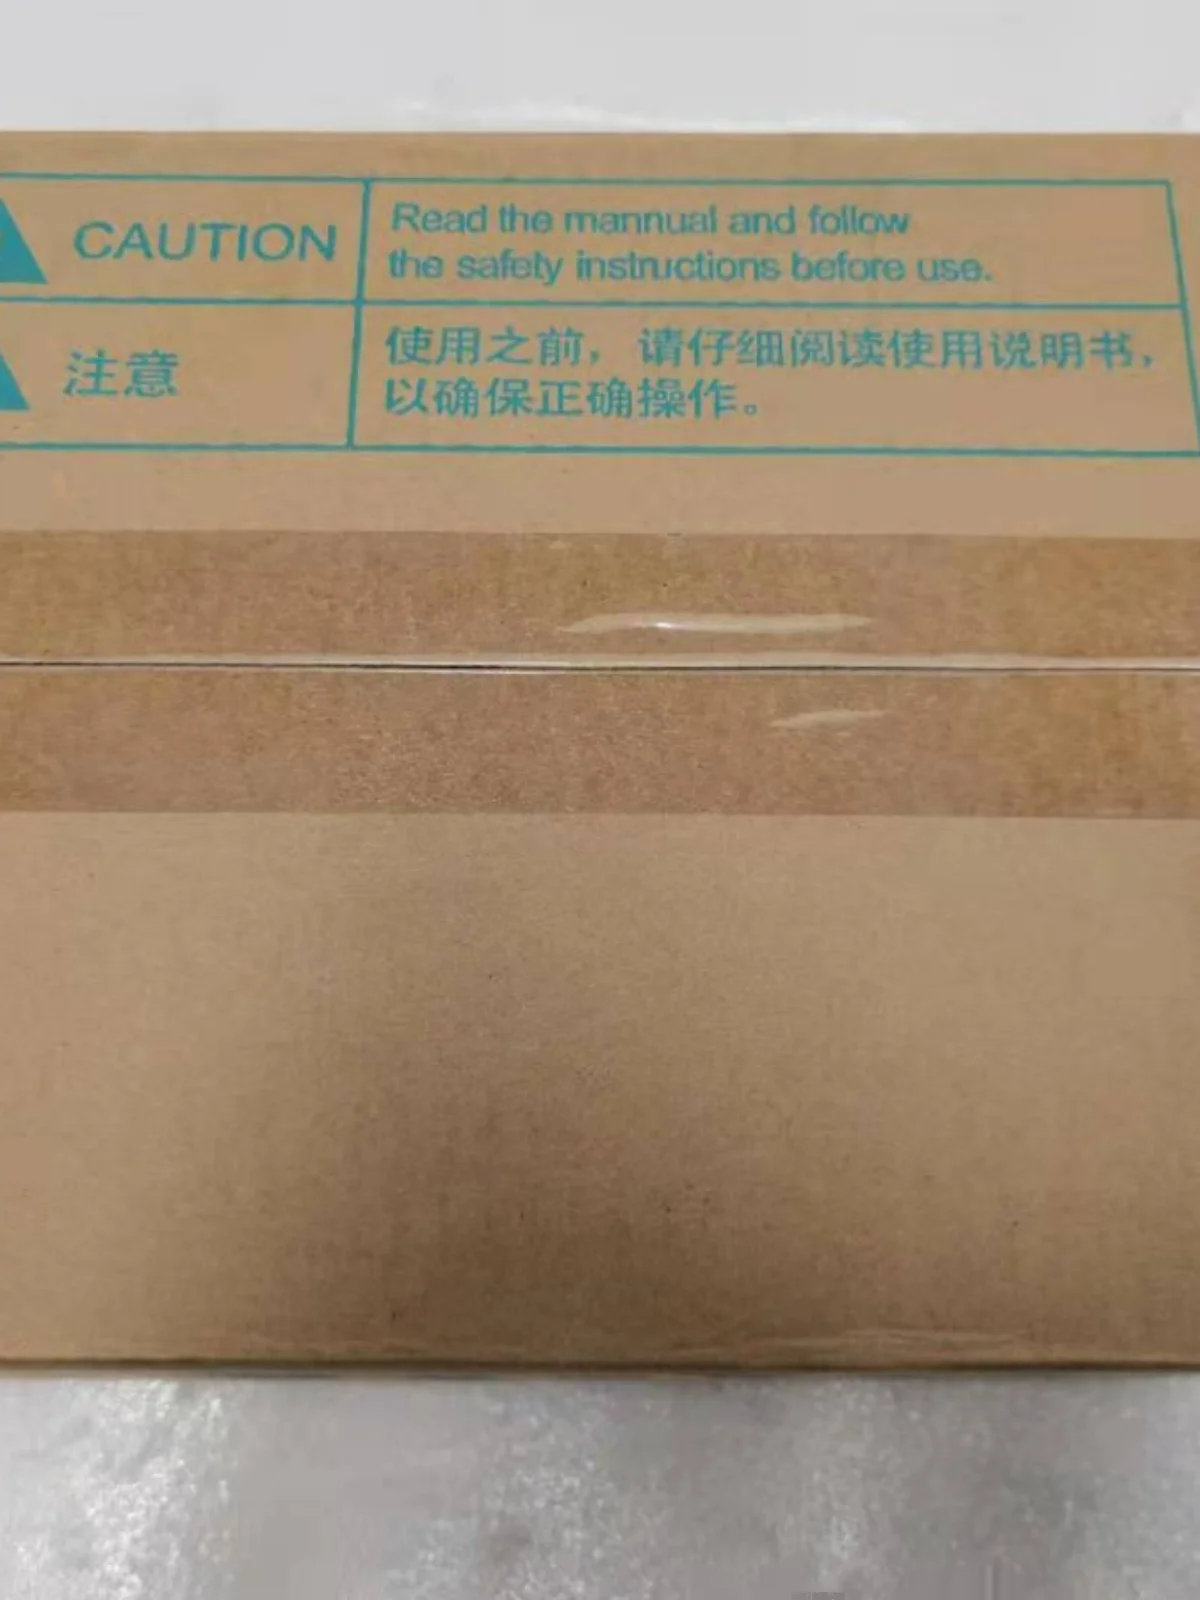 CAUTION
Read the mannual and follow
the safety instructions before use.
注意
使用之前，请仔细阅读使用说明书，
以确保正确操作。